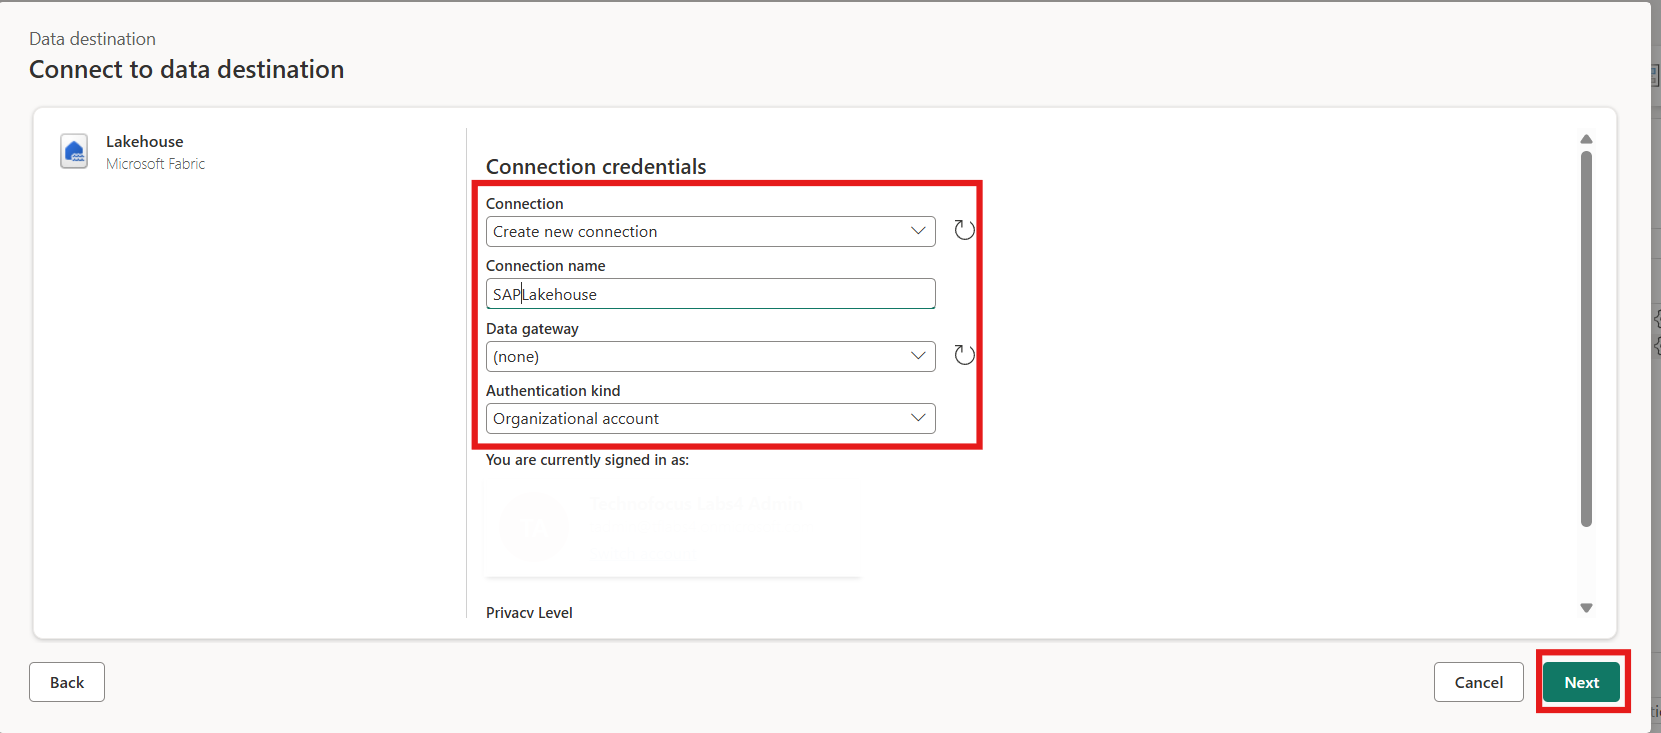 Data destination
Connect to data destination
Lakehouse
Microsoft Fabric
Connection credentials
Connection
Create new connection
Connection name
SAPLakehouse
Data gateway
(none)
Authentication kind
Organizational account
You are currently signed in as:
Privacy Level
Back
Cancel
Next